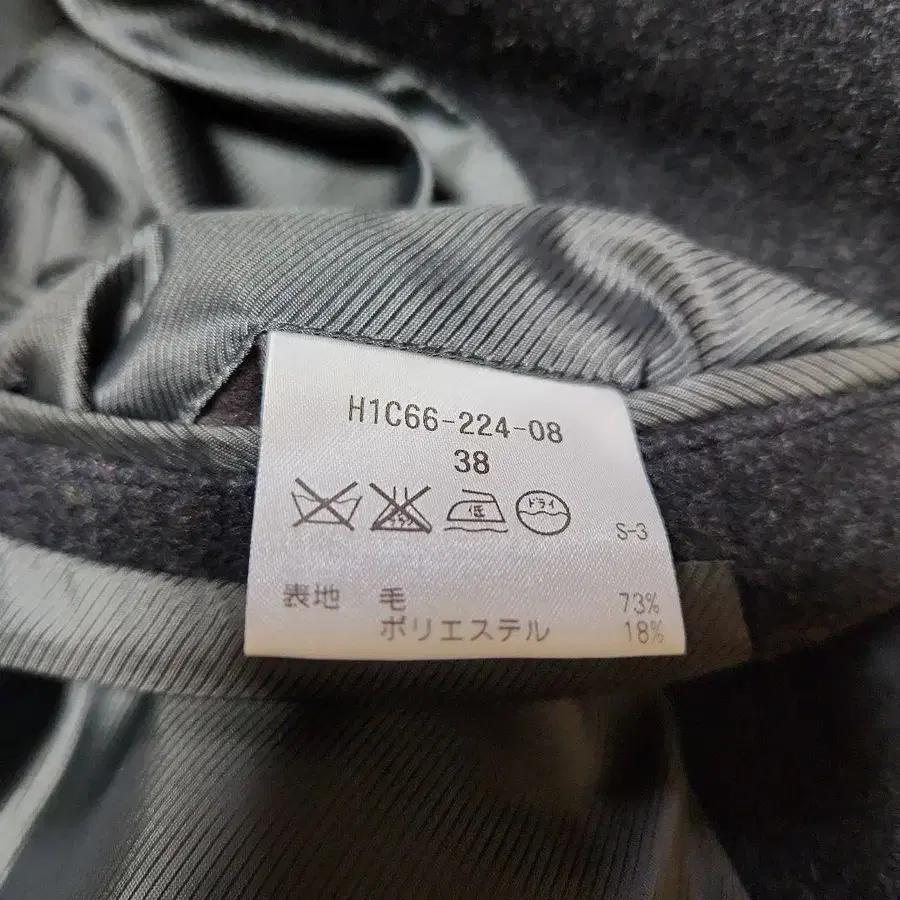 H1C66-224-08
38
低 ドライ
S-3
表地 毛 73%
ポリエステル 18%